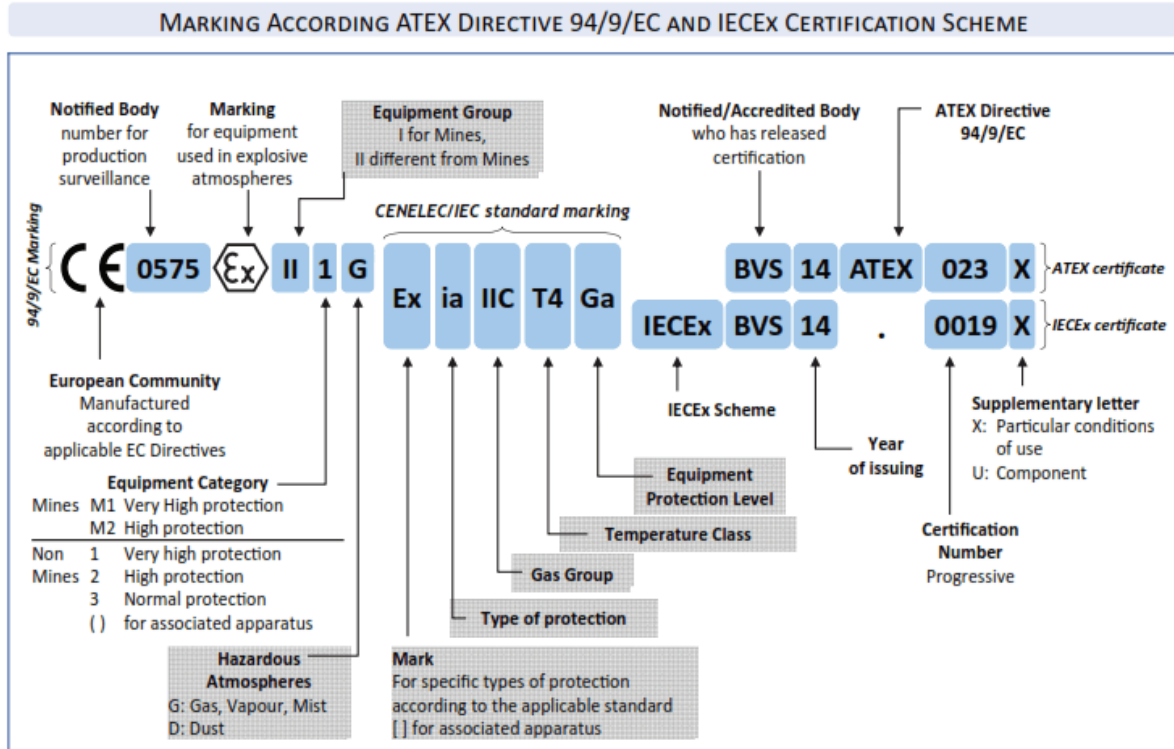 MARKING ACCORDING ATEX DIRECTIVE 94/9/EC AND IECEX CERTIFICATION SCHEME
Notified Body
number for
production
surveillance
Marking
for equipment
used in explosive
atmospheres
Equipment Group
I for Mines,
II different from Mines
Notified/Accredited Body
who has released
certification
ATEX Directive
94/9/EC
CENELEC/IEC standard marking
94/9/EC Marking
CE 0575 Ex II 1 G
Ex ia IIC T4 Ga
BVS 14 ATEX 023 X
ATEX certificate
IECEx BVS 14 . 0019 X
IECEx certificate
European Community
Manufactured
according to
applicable EC Directives
IECEx Scheme
Year
of issuing
Supplementary letter
X: Particular conditions
of use
U: Component
Equipment Category
Mines M1 Very High protection
M2 High protection
Non 1 Very high protection
Mines 2 High protection
3 Normal protection
( ) for associated apparatus
Equipment
Protection Level
Temperature Class
Gas Group
Type of protection
Certification
Number
Progressive
Hazardous
Atmospheres
G: Gas, Vapour, Mist
D: Dust
Mark
For specific types of protection
according to the applicable standard
[ ] for associated apparatus